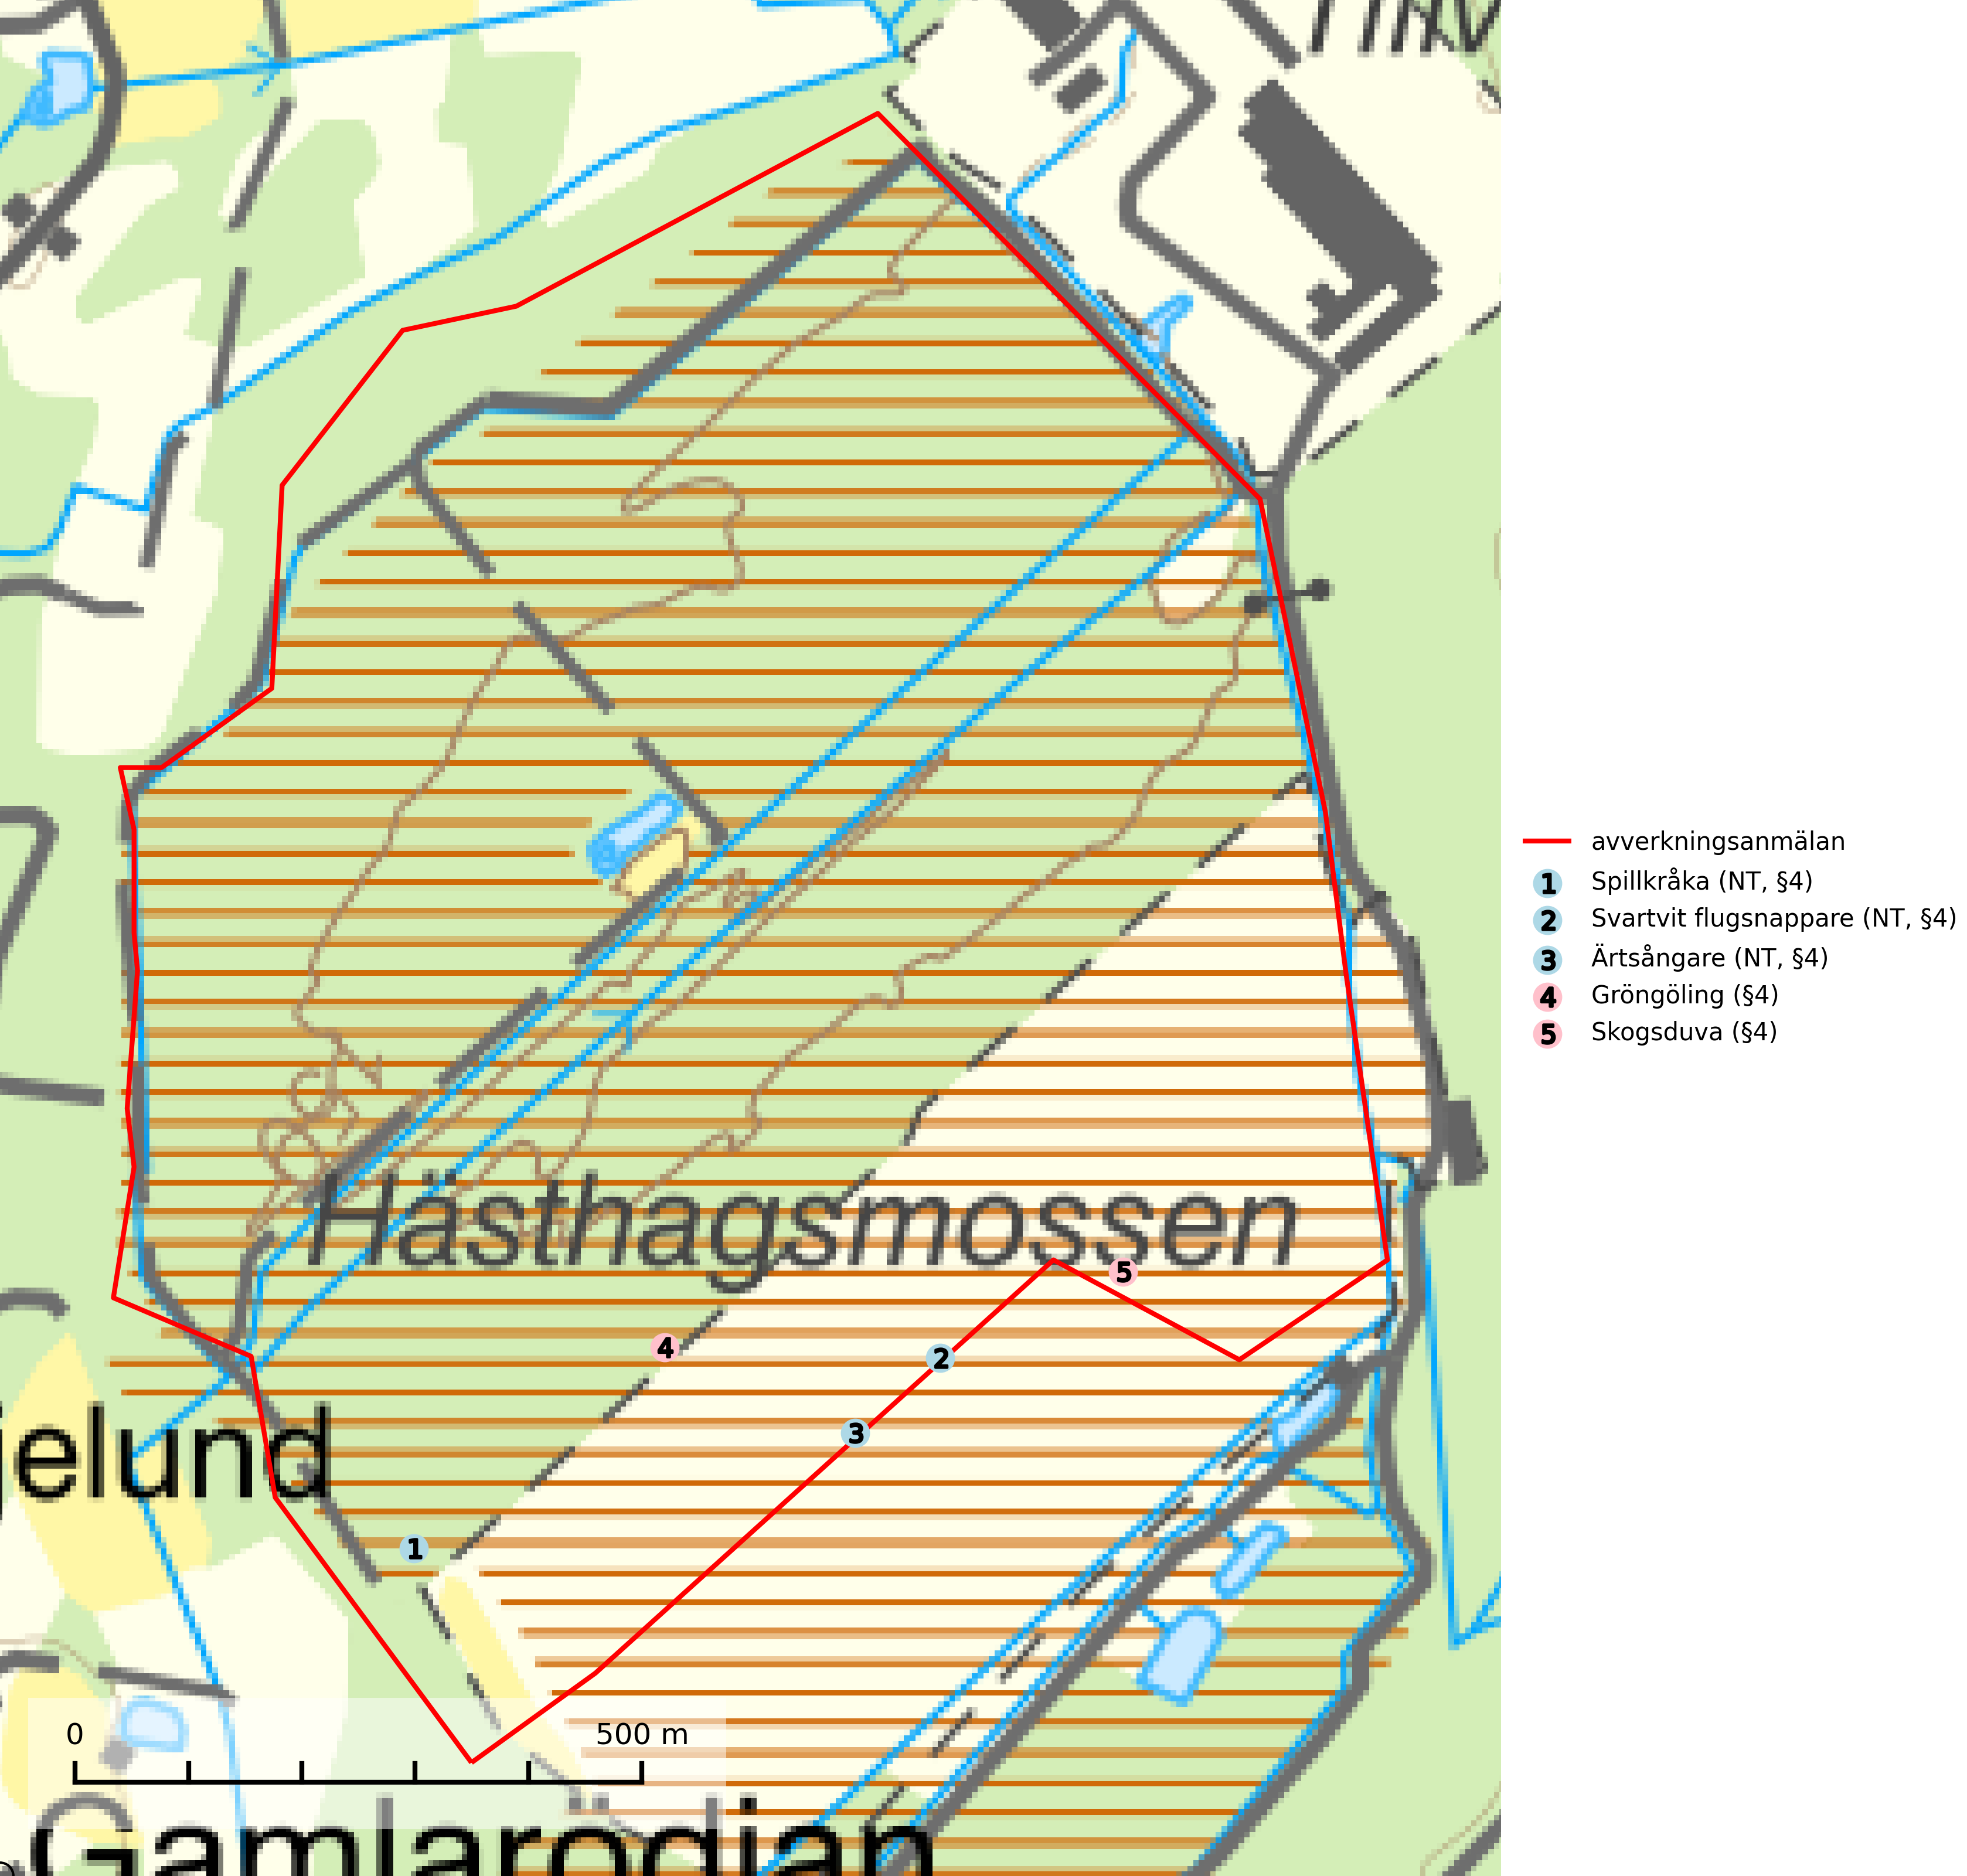 avverkningsanmälan
1 Spillkråka (NT, §4)
2 Svartvit flugsnappare (NT, §4)
3 Ärtsångare (NT, §4)
4 Gröngöling (§4)
5 Skogsduva (§4)
Hästhagsmossen
5
4
2
3
jelund
1
0 500 m
Gamlarödjan